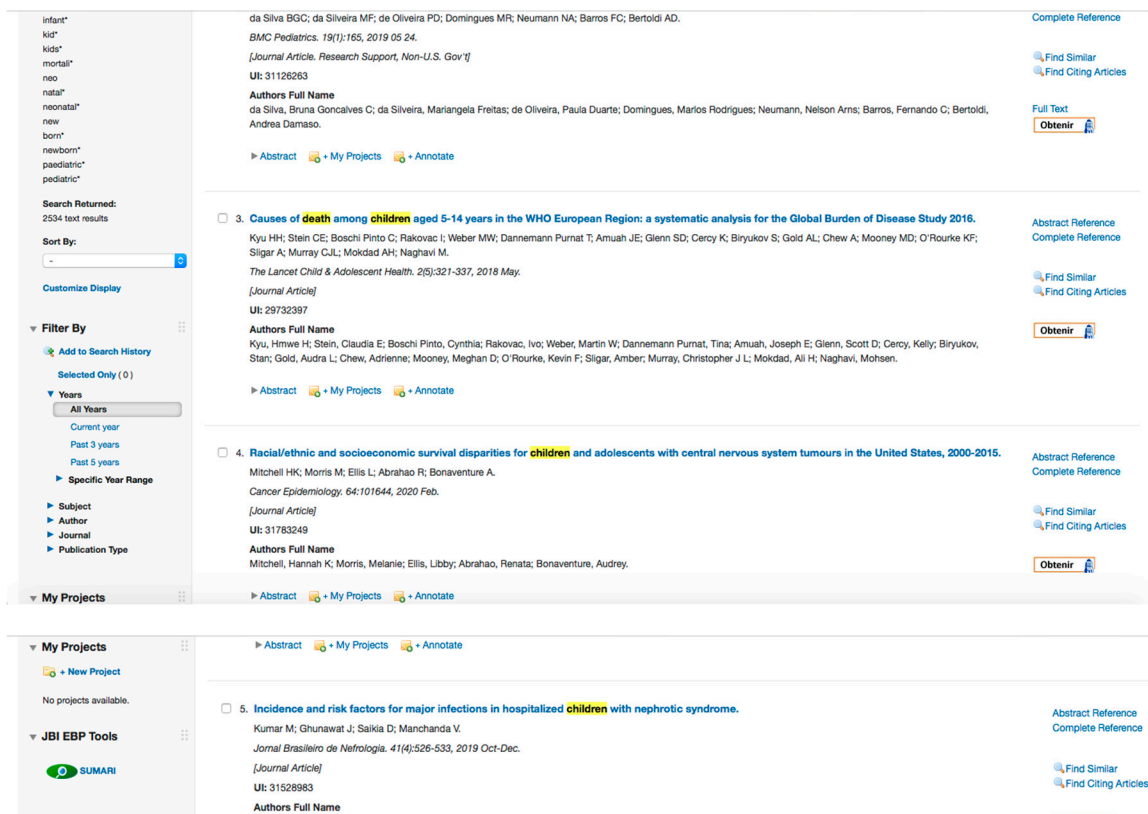 infant*
kid*
kids*
mortali*
neo
natal*
neonatal*
new
born*
newborn*
paediatric*
pediatric*
Search Returned:
2534 text results
Sort By:
-
Customize Display
Filter By
Add to Search History
Selected Only ( 0 )
Years
All Years
Current year
Past 3 years
Past 5 years
Specific Year Range
Subject
Author
Journal
Publication Type
My Projects
da Silva BGC; da Silveira MF; de Oliveira PD; Domingues MR; Neumann NA; Barros FC; Bertoldi AD.
BMC Pediatrics. 19(1):165, 2019 05 24.
[Journal Article. Research Support, Non-U.S. Gov't]
UI: 31126263
Authors Full Name
da Silva, Bruna Goncalves C; da Silveira, Mariangela Freitas; de Oliveira, Paula Duarte; Domingues, Marlos Rodrigues; Neumann, Nelson Arns; Barros, Fernando C; Bertoldi,
Andrea Damaso.
Abstract + My Projects + Annotate
Complete Reference
Find Similar
Find Citing Articles
Full Text
Obtenir
3. Causes of death among children aged 5-14 years in the WHO European Region: a systematic analysis for the Global Burden of Disease Study 2016.
Kyu HH; Stein CE; Boschi Pinto C; Rakovac I; Weber MW; Dannemann Purnat T; Amuah JE; Glenn SD; Cercy K; Biryukov S; Gold AL; Chew A; Mooney MD; O'Rourke KF;
Sligar A; Murray CJL; Mokdad AH; Naghavi M.
The Lancet Child & Adolescent Health. 2(5):321-337, 2018 May.
[Journal Article]
UI: 29732397
Authors Full Name
Kyu, Hmwe H; Stein, Claudia E; Boschi Pinto, Cynthia; Rakovac, Ivo; Weber, Martin W; Dannemann Purnat, Tina; Amuah, Joseph E; Glenn, Scott D; Cercy, Kelly; Biryukov,
Stan; Gold, Audra L; Chew, Adrienne; Mooney, Meghan D; O'Rourke, Kevin F; Sligar, Amber; Murray, Christopher J L; Mokdad, Ali H; Naghavi, Mohsen.
Abstract + My Projects + Annotate
Abstract Reference
Complete Reference
Find Similar
Find Citing Articles
Obtenir
4. Racial/ethnic and socioeconomic survival disparities for children and adolescents with central nervous system tumours in the United States, 2000-2015.
Mitchell HK; Morris M; Ellis L; Abrahao R; Bonaventure A.
Cancer Epidemiology. 64:101644, 2020 Feb.
[Journal Article]
UI: 31783249
Authors Full Name
Mitchell, Hannah K; Morris, Melanie; Ellis, Libby; Abrahao, Renata; Bonaventure, Audrey.
Abstract + My Projects + Annotate
Abstract Reference
Complete Reference
Find Similar
Find Citing Articles
Obtenir
My Projects
+ New Project
No projects available.
JBI EBP Tools
SUMARI
Abstract + My Projects + Annotate
5. Incidence and risk factors for major infections in hospitalized children with nephrotic syndrome.
Kumar M; Ghunawat J; Saikia D; Manchanda V.
Jornal Brasileiro de Nefrologia. 41(4):526-533, 2019 Oct-Dec.
[Journal Article]
UI: 31528983
Authors Full Name
Abstract Reference
Complete Reference
Find Similar
Find Citing Articles